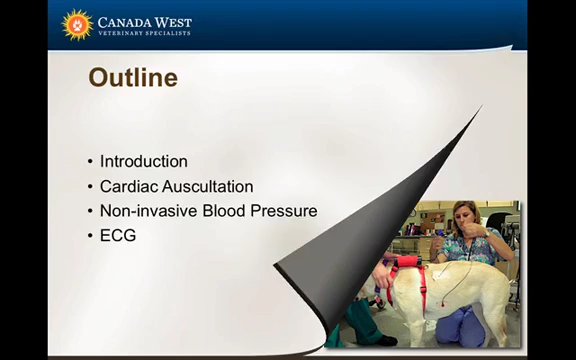 CANADA WEST
VETERINARY SPECIALISTS
Outline
• Introduction
• Cardiac Auscultation
• Non-invasive Blood Pressure
• ECG